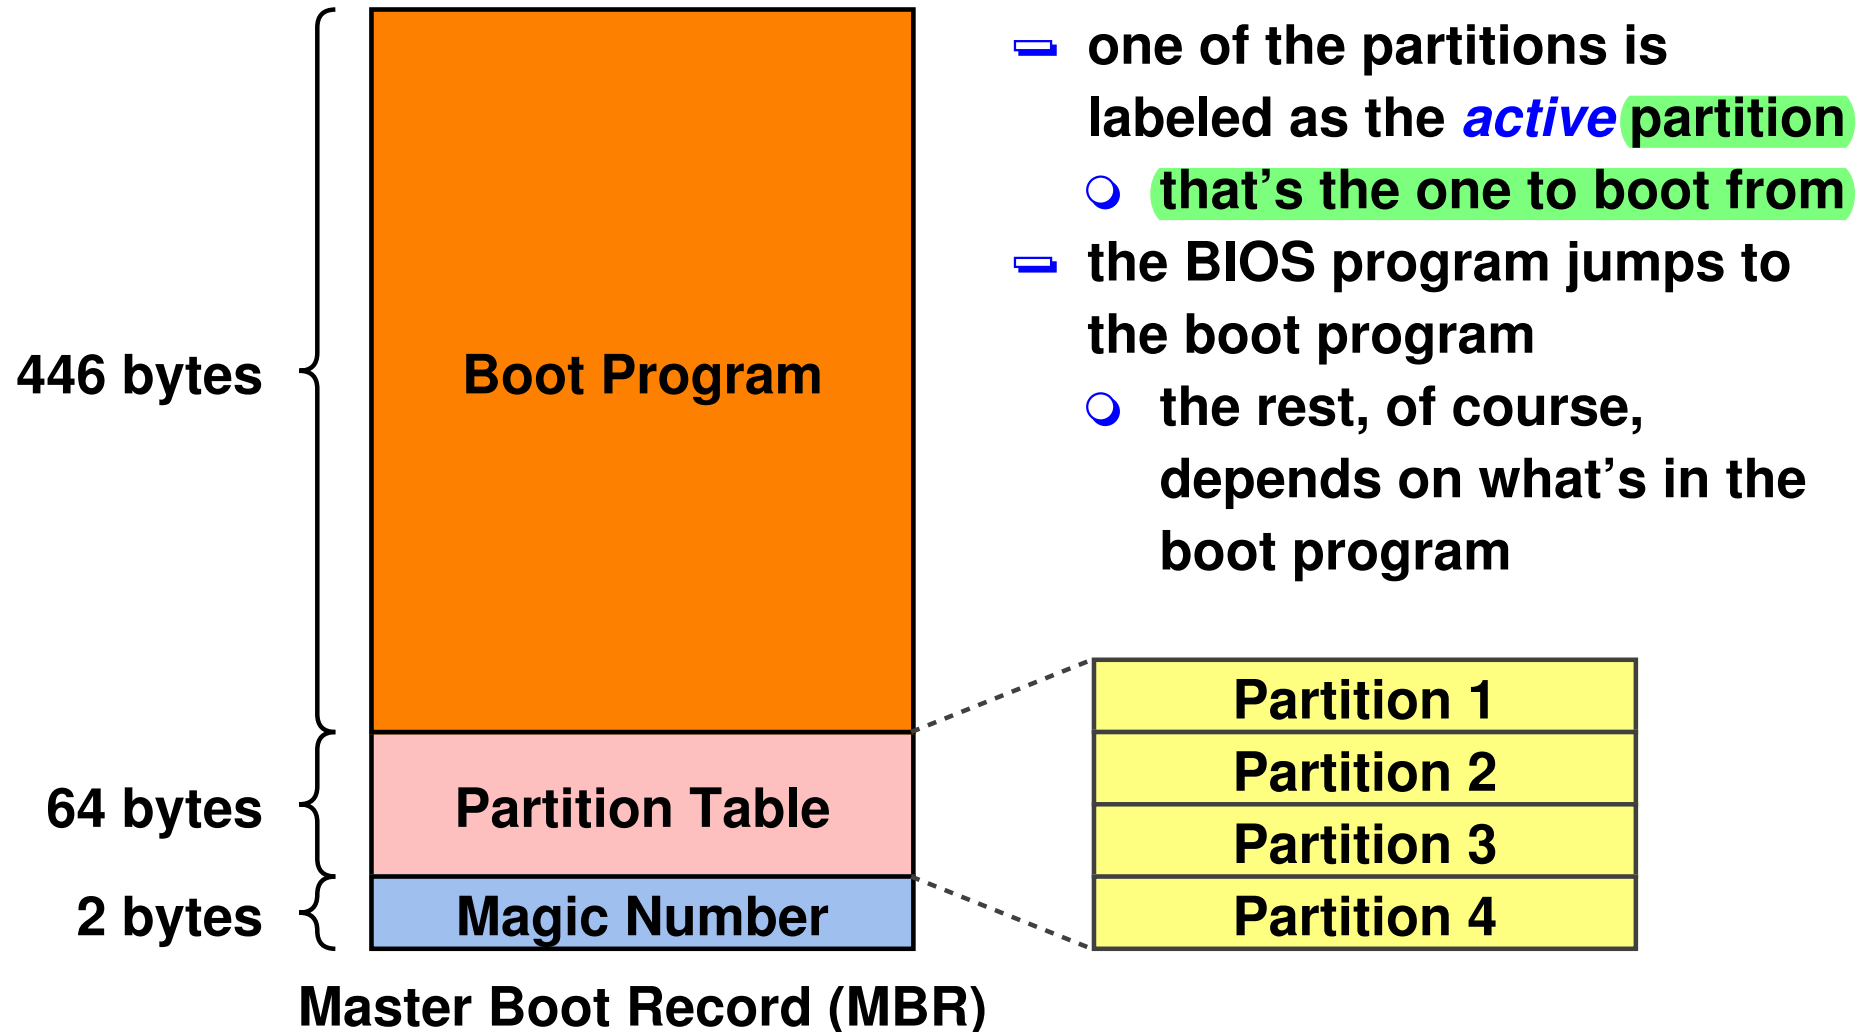 446 bytes
64 bytes
2 bytes
Boot Program
Partition Table
Magic Number
Master Boot Record (MBR)
one of the partitions is
labeled as the active partition
that's the one to boot from
the BIOS program jumps to
the boot program
the rest, of course,
depends on what's in the
boot program
Partition 1
Partition 2
Partition 3
Partition 4